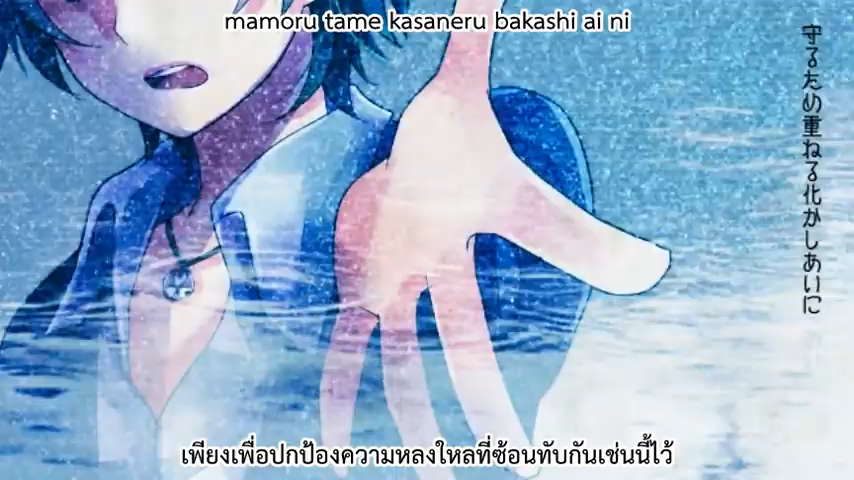 mamoru tame kasaneru bakashi ai ni
守るため重ねる化かしあいに
เพียงเพื่อปกป้องความหลงใหลที่ซ้อนทับกันเช่นนี้ไว้